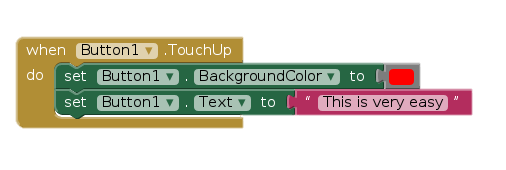 when Button1 .TouchUp
do set Button1 . BackgroundColor to
set Button1 . Text to “ This is very easy ”